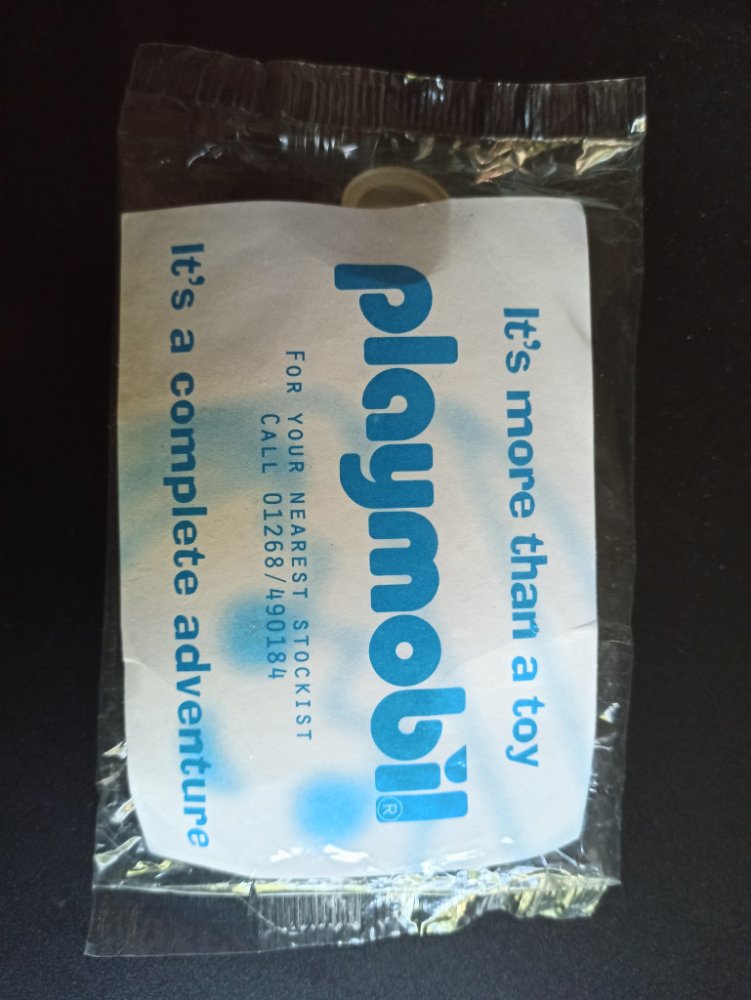 It's more than a toy
playmobil®
FOR YOUR NEAREST STOCKIST
CALL 01268/490184
It's a complete adventure